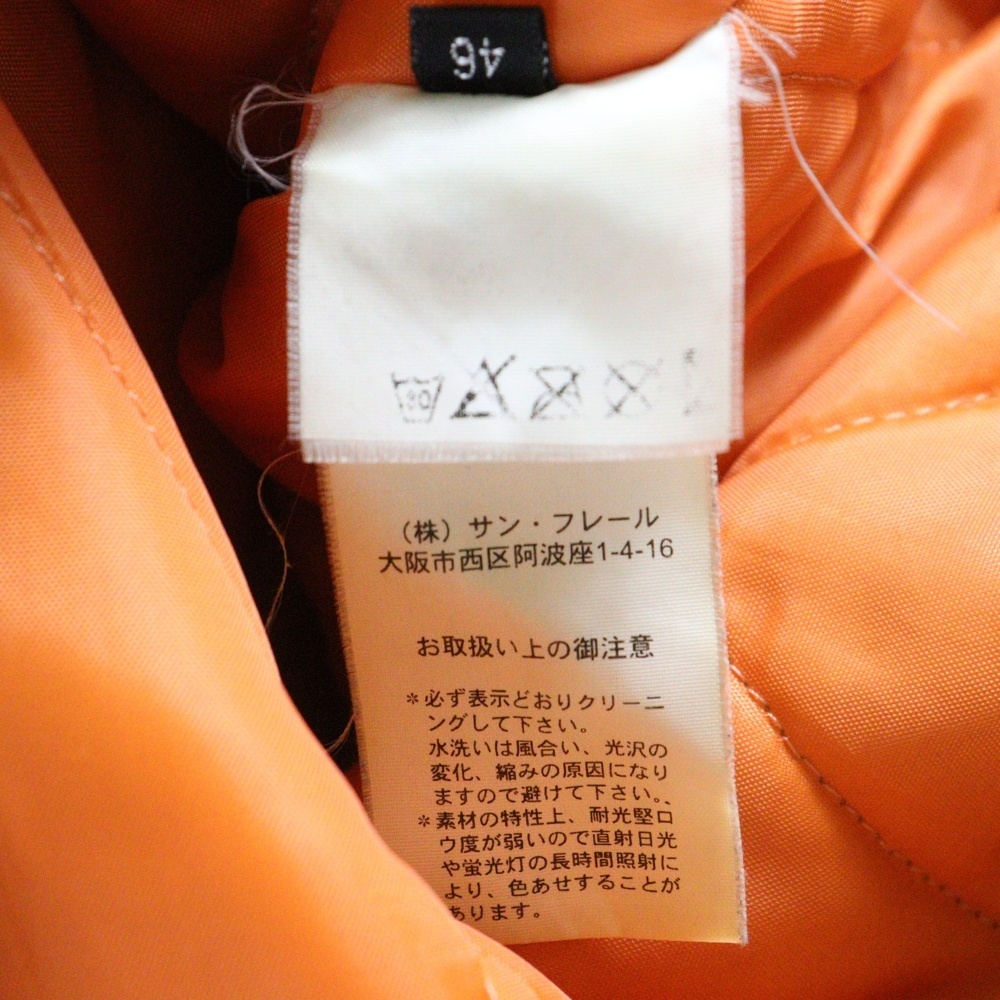 46
30
(株)サン・フレール
大阪市西区阿波座1-4-16
お取扱い上の御注意
*必ず表示どおりクリーニ
ングして下さい。
水洗いは風合い、光沢の
変化、縮みの原因になり
ますので避けて下さい。
*素材の特性上、耐光堅ロ
ウ度が弱いので直射日光
や蛍光灯の長時間照射に
より、色あせすることが
あります。